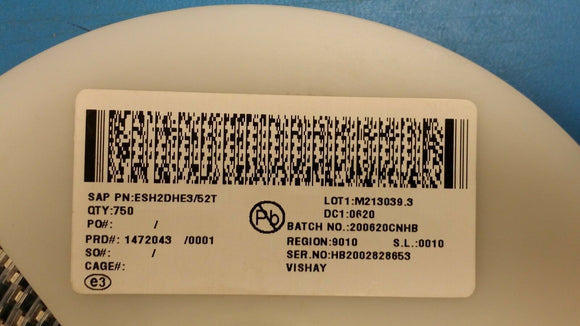 SAP PN:ESH2DHE3/52T
QTY:750
PO#: /
PRD#: 1472043 /0001
SO#: /
CAGE#:
e3
Pb
LOT1:M213039.3
DC1:0620
BATCH NO.:200620CNHB
REGION:9010 S.L.:0010
SER.NO:HB2002828653
VISHAY